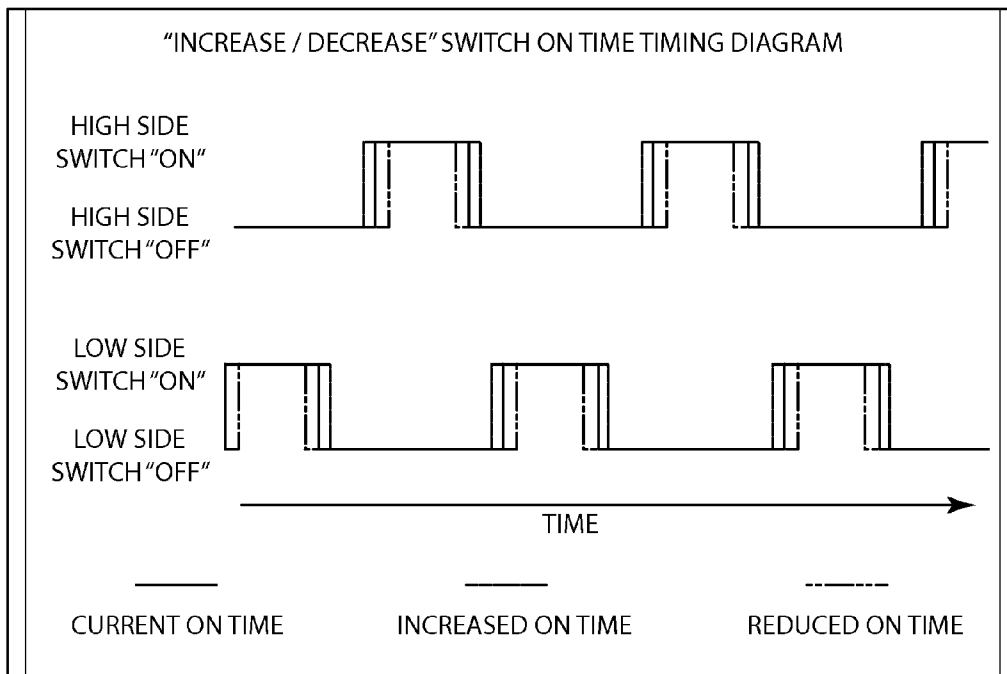 “INCREASE / DECREASE” SWITCH ON TIME TIMING DIAGRAM
HIGH SIDE
SWITCH “ON”
HIGH SIDE
SWITCH “OFF”
LOW SIDE
SWITCH “ON”
LOW SIDE
SWITCH “OFF”
TIME
CURRENT ON TIME
INCREASED ON TIME
REDUCED ON TIME